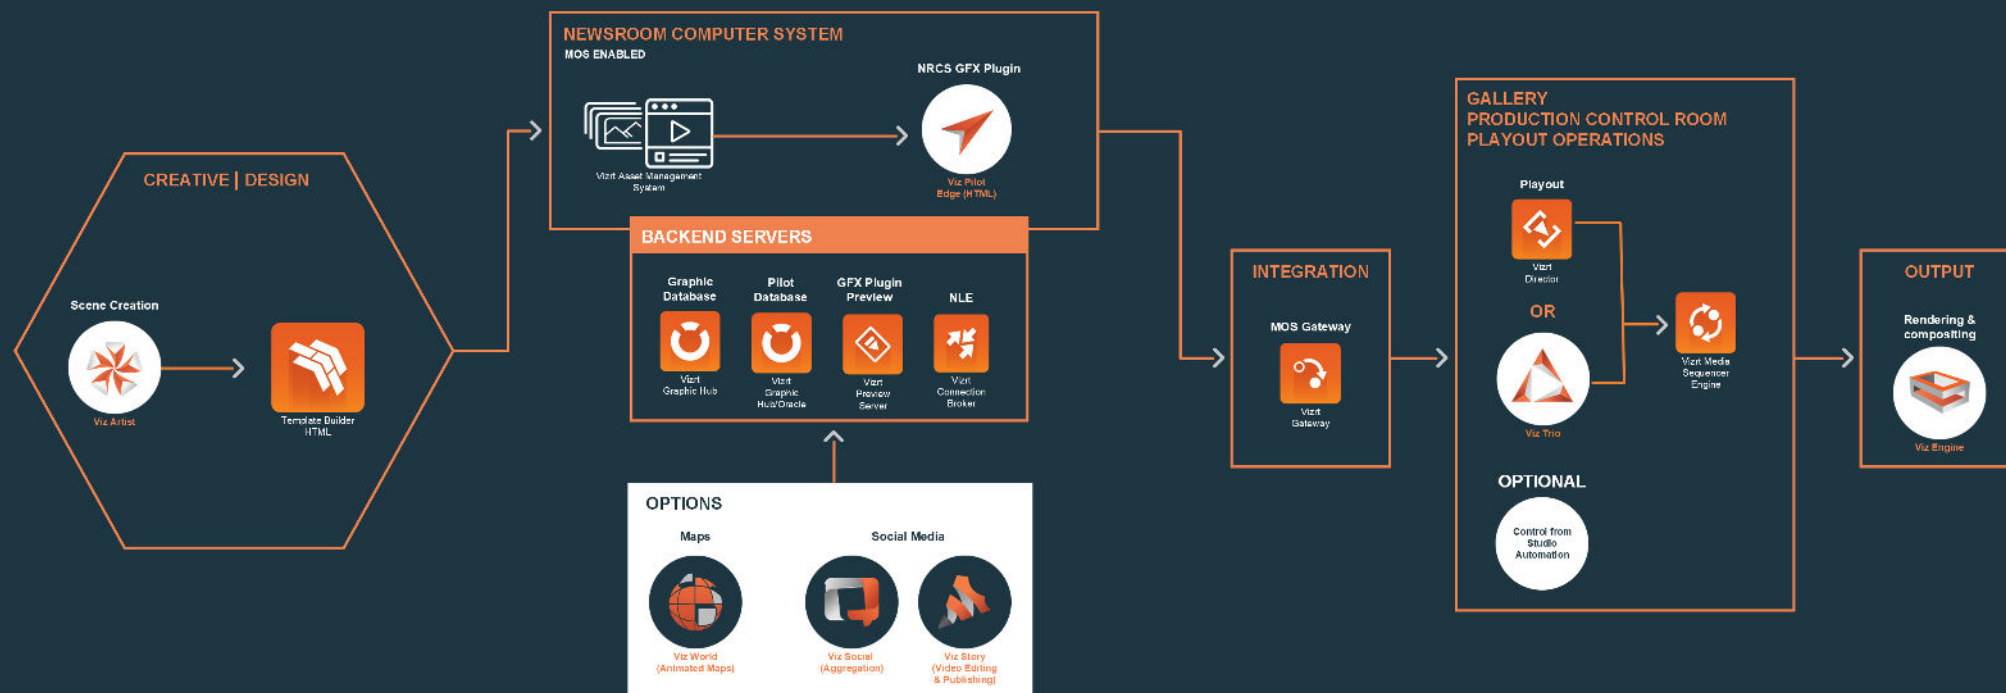 CREATIVE | DESIGN
Scene Creation
Viz Artist
Template Builder
HTML
NEWSROOM COMPUTER SYSTEM
MOS ENABLED
Vizrt Asset Management
System
NRCS GFX Plugin
Viz Pilot
Edge (HTML)
BACKEND SERVERS
Graphic
Database
Vizrt
Graphic Hub
Pilot
Database
Vizrt
Graphic
Hub/Oracle
GFX Plugin
Preview
Vizrt
Preview
Server
NLE
Vizrt
Connection
Broker
OPTIONS
Maps
Viz World
(Animated Maps)
Social Media
Viz Social
(Aggregation)
Viz Story
(Video Editing
& Publishing)
INTEGRATION
MOS Gateway
Vizrt
Gateway
GALLERY
PRODUCTION CONTROL ROOM
PLAYOUT OPERATIONS
Playout
Vizrt
Director
OR
Viz Trio
Vizrt Media
Sequencer
Engine
OPTIONAL
Control from
Studio
Automation
OUTPUT
Rendering &
compositing
Viz Engine